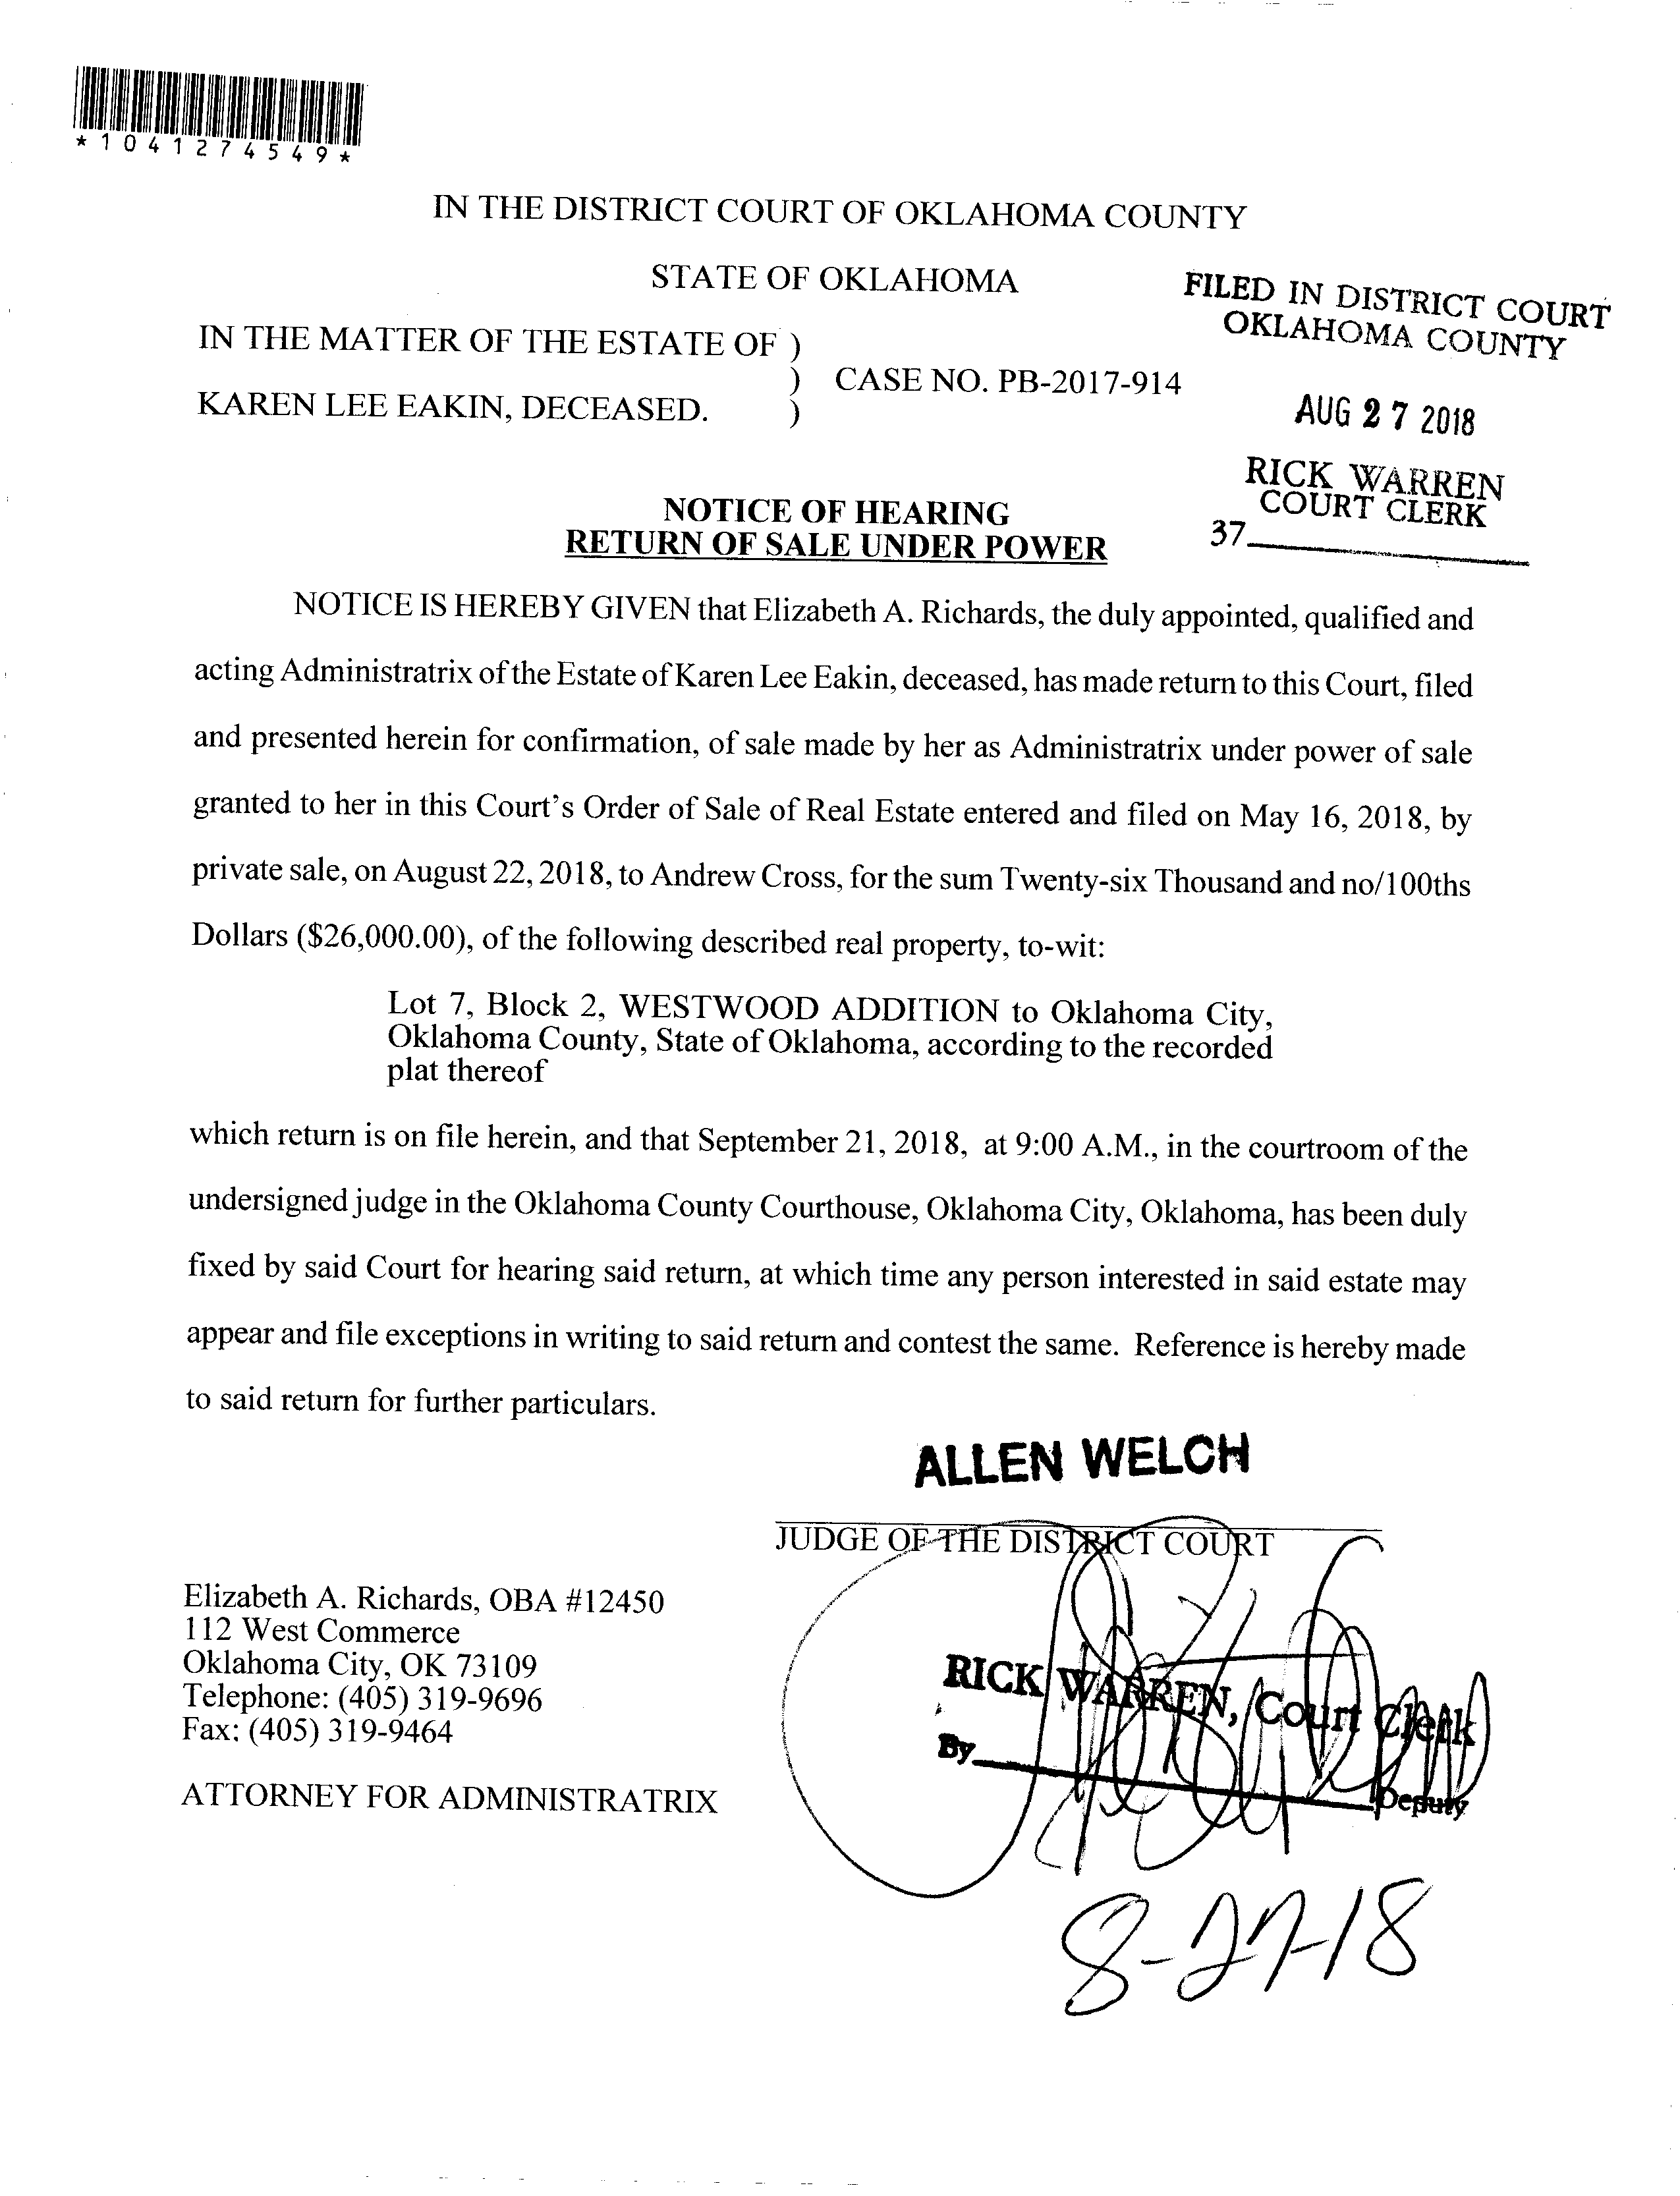 *1041274549*
IN THE DISTRICT COURT OF OKLAHOMA COUNTY
STATE OF OKLAHOMA
FILED IN DISTRICT COURT
OKLAHOMA COUNTY
IN THE MATTER OF THE ESTATE OF )
) CASE NO. PB-2017-914
KAREN LEE EAKIN, DECEASED. )
AUG 27 2018
RICK WARREN
COURT CLERK
37
NOTICE OF HEARING
RETURN OF SALE UNDER POWER
NOTICE IS HEREBY GIVEN that Elizabeth A. Richards, the duly appointed, qualified and
acting Administratrix of the Estate of Karen Lee Eakin, deceased, has made return to this Court, filed
and presented herein for confirmation, of sale made by her as Administratrix under power of sale
granted to her in this Court's Order of Sale of Real Estate entered and filed on May 16, 2018, by
private sale, on August 22, 2018, to Andrew Cross, for the sum Twenty-six Thousand and no/100ths
Dollars ($26,000.00), of the following described real property, to-wit:
Lot 7, Block 2, WESTWOOD ADDITION to Oklahoma City,
Oklahoma County, State of Oklahoma, according to the recorded
plat thereof
which return is on file herein, and that September 21, 2018, at 9:00 A.M., in the courtroom of the
undersigned judge in the Oklahoma County Courthouse, Oklahoma City, Oklahoma, has been duly
fixed by said Court for hearing said return, at which time any person interested in said estate may
appear and file exceptions in writing to said return and contest the same. Reference is hereby made
to said return for further particulars.
ALLEN WELCH
JUDGE OF THE DISTRICT COURT
Elizabeth A. Richards, OBA #12450
112 West Commerce
Oklahoma City, OK 73109
Telephone: (405) 319-9696
Fax: (405) 319-9464
ATTORNEY FOR ADMINISTRATRIX
RICK WARREN, Court Clerk
By
Deputy
8-27-18